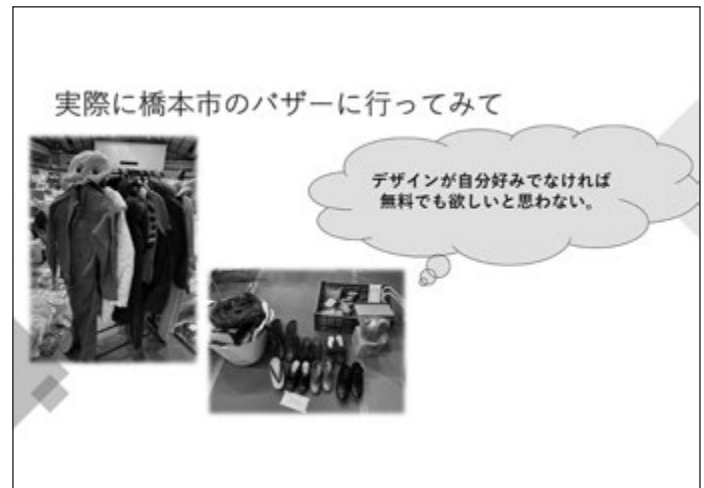 実際に橋本市のバザーに行ってみて
デザインが自分好みでなければ
無料でも欲しいと思わない。